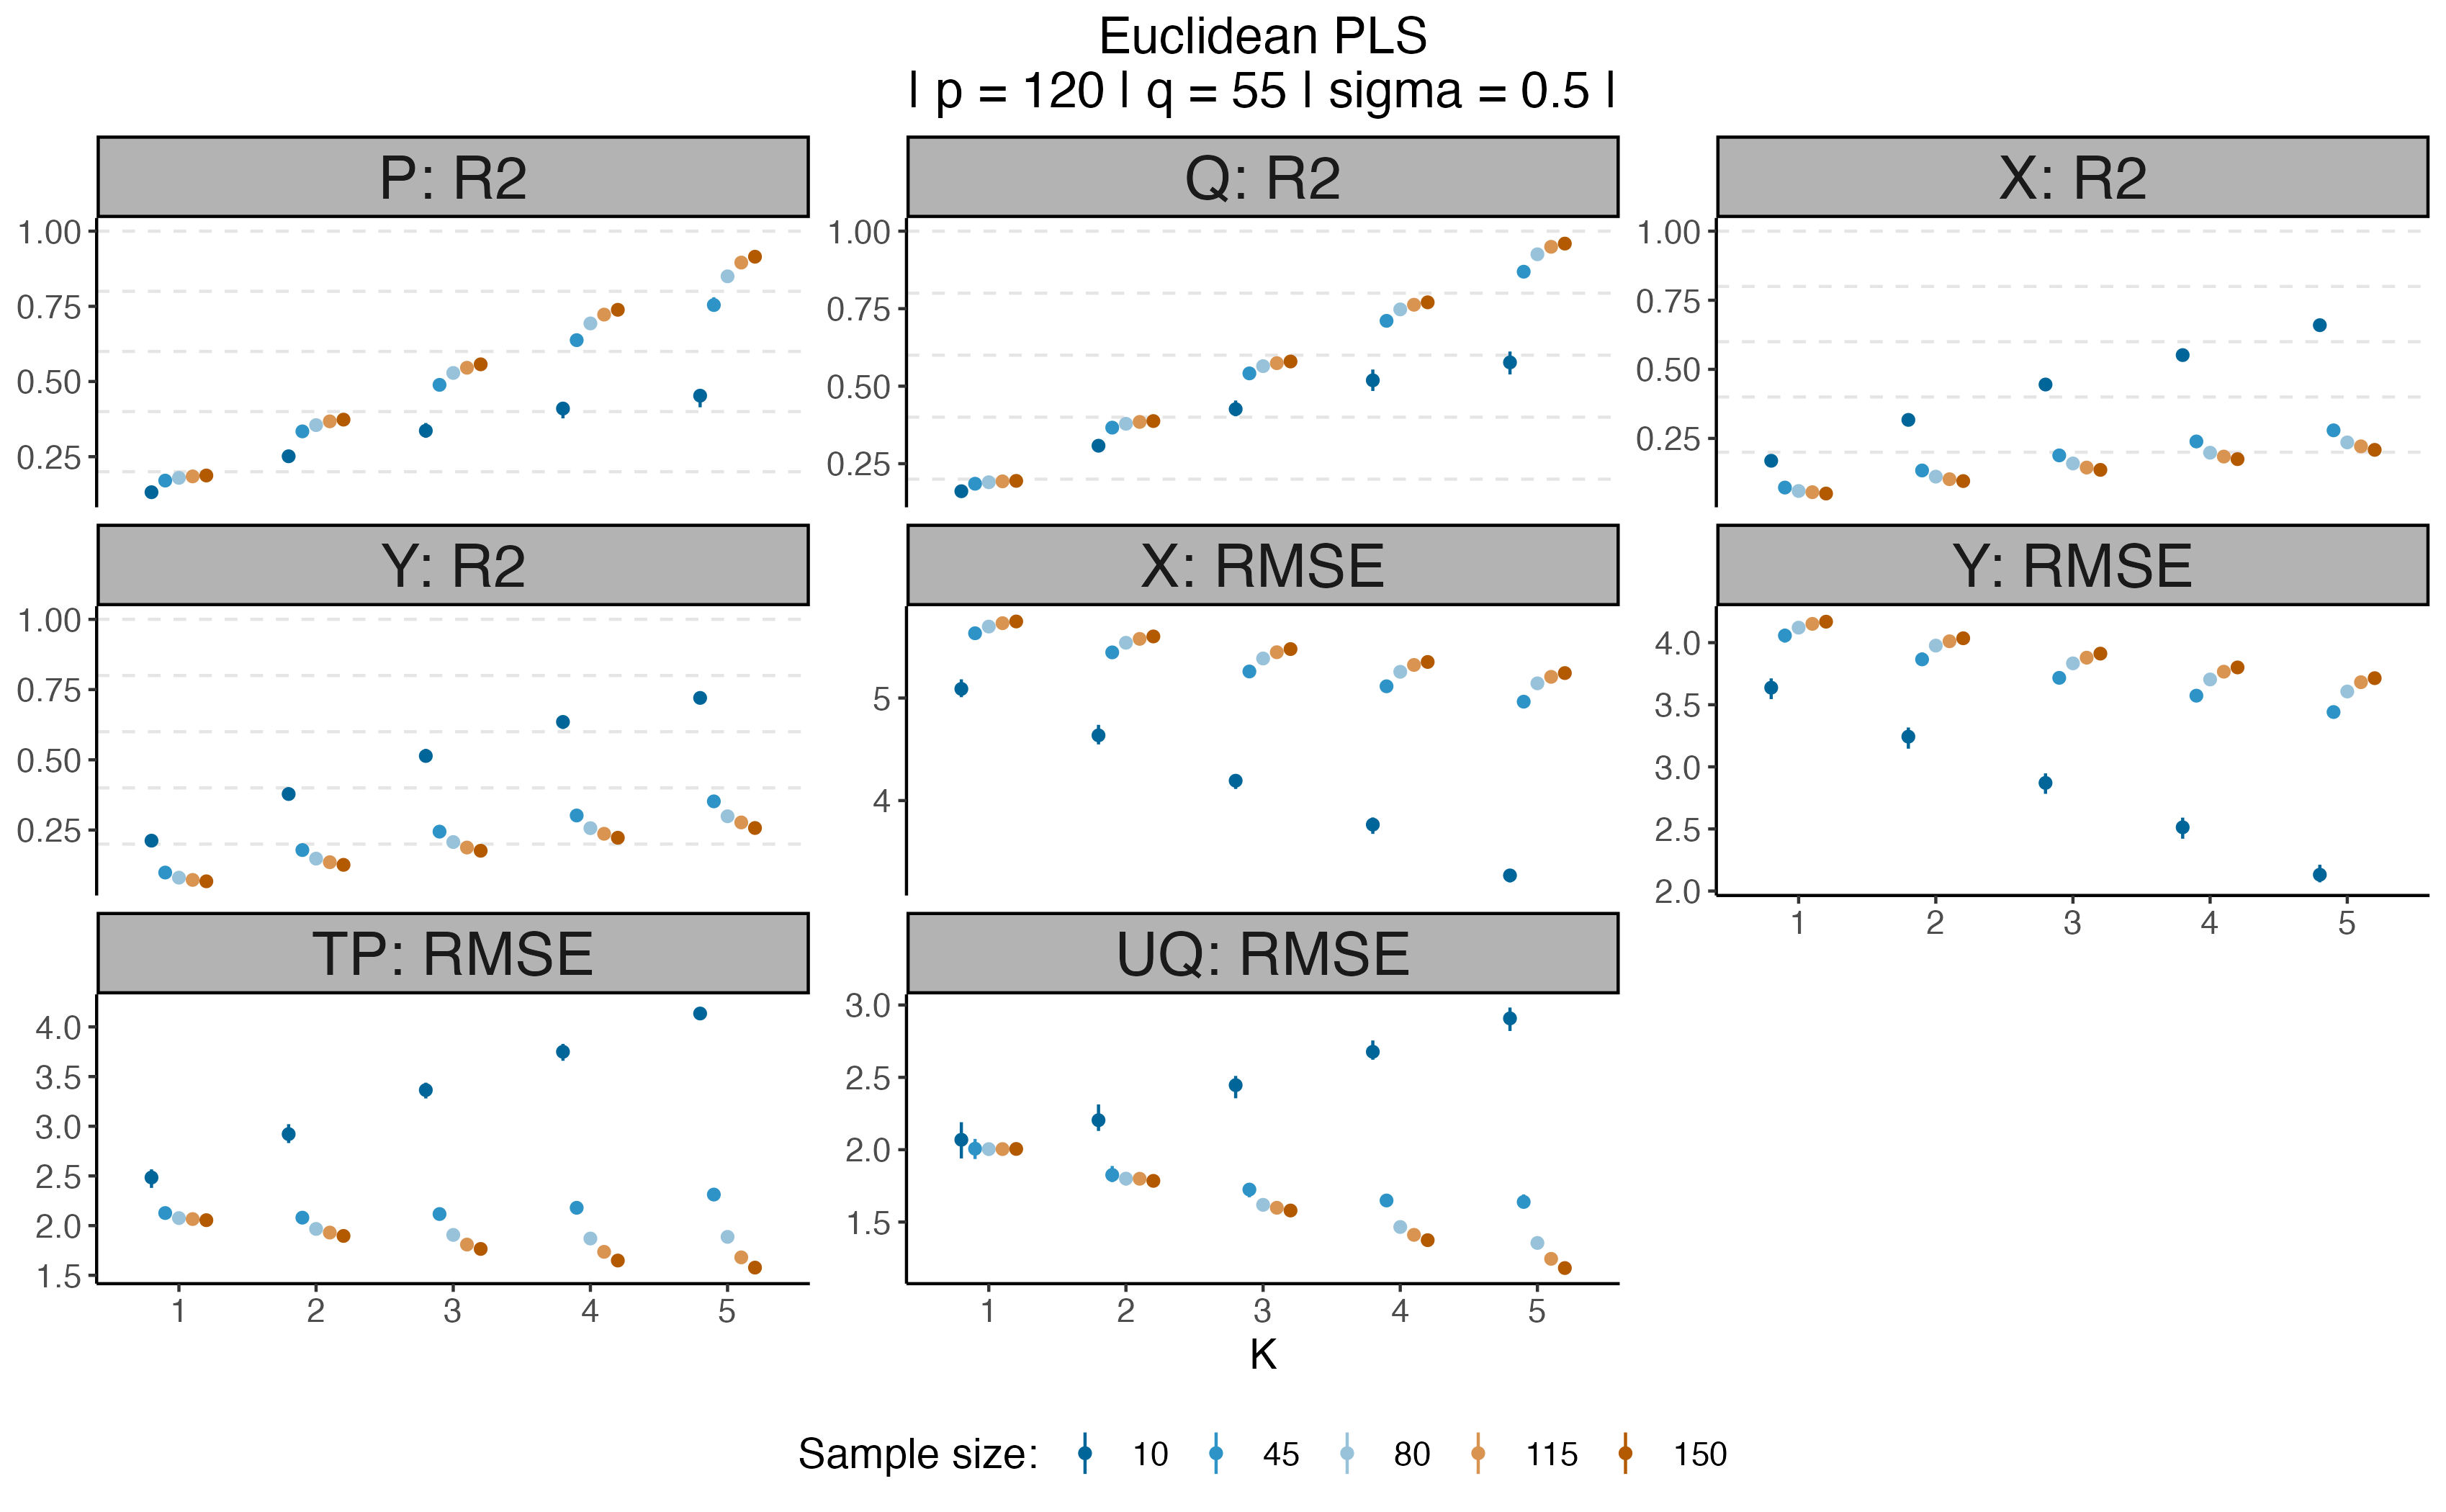 Euclidean PLS
| p = 120 | q = 55 | sigma = 0.5 |
P: R2
Q: R2
X: R2
1.00
0.75
0.50
0.25
1.00
0.75
0.50
0.25
1.00
0.75
0.50
0.25
Y: R2
X: RMSE
Y: RMSE
1.00
0.75
0.50
0.25
5
4
4.0
3.5
3.0
2.5
2.0
1 2 3 4 5
TP: RMSE
UQ: RMSE
4.0
3.5
3.0
2.5
2.0
1.5
1 2 3 4 5
3.0
2.5
2.0
1.5
1 2 3 4 5
K
Sample size: 10 45 80 115 150